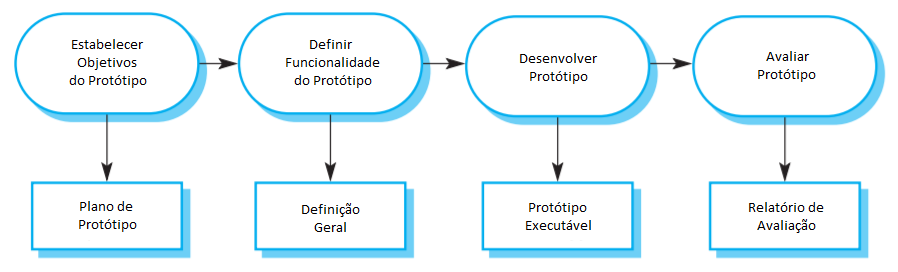 Estabelecer
Objetivos
do Protótipo
Definir
Funcionalidade
do Protótipo
Desenvolver
Protótipo
Avaliar
Protótipo
Plano de
Protótipo
Definição
Geral
Protótipo
Executável
Relatório de
Avaliação